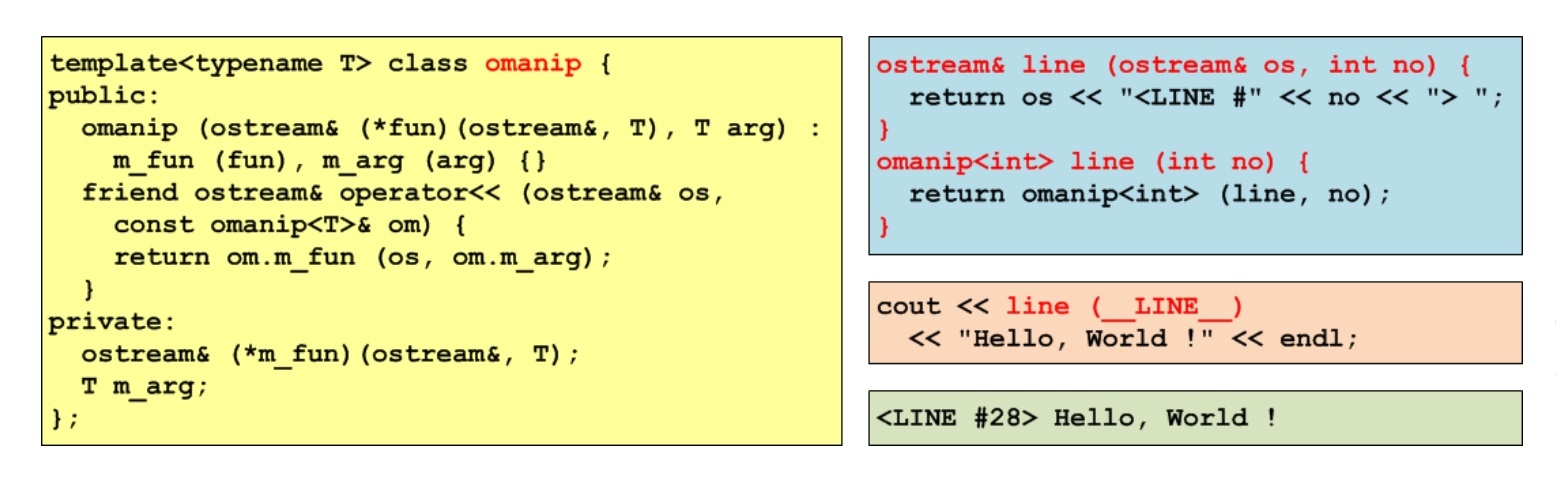 template<typename T> class omanip {
public:
  omanip (ostream& (*fun)(ostream&, T), T arg) :
    m_fun (fun), m_arg (arg) {}
  friend ostream& operator<< (ostream& os,
    const omanip<T>& om) {
    return om.m_fun (os, om.m_arg);
  }
private:
  ostream& (*m_fun)(ostream&, T);
  T m_arg;
};
ostream& line (ostream& os, int no) {
  return os << "<LINE #" << no << "> ";
}
omanip<int> line (int no) {
  return omanip<int> (line, no);
}
cout << line (__LINE__)
  << "Hello, World !" << endl;
<LINE #28> Hello, World !